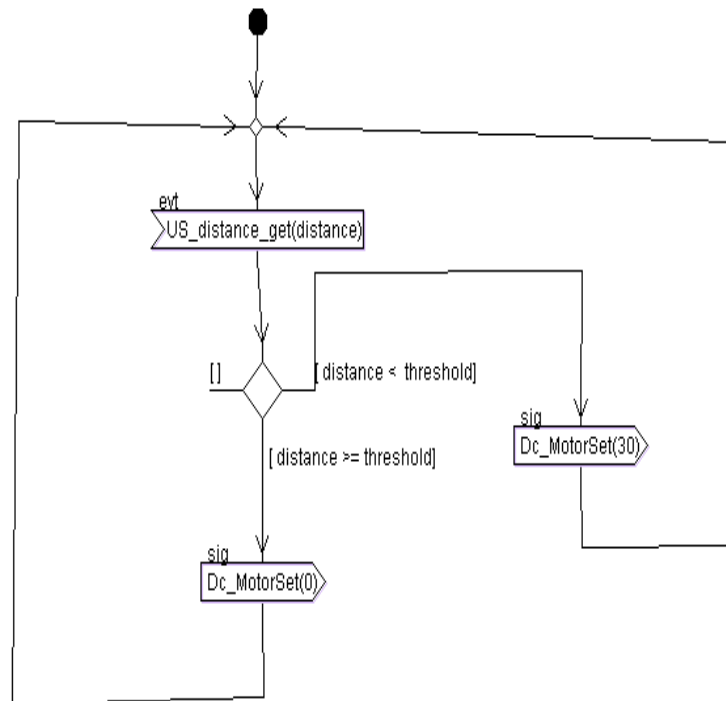 evt
US_distance_get(distance)
[ ]
[ distance < threshold]
sig
Dc_MotorSet(30)
[ distance >= threshold]
sig
Dc_MotorSet(0)